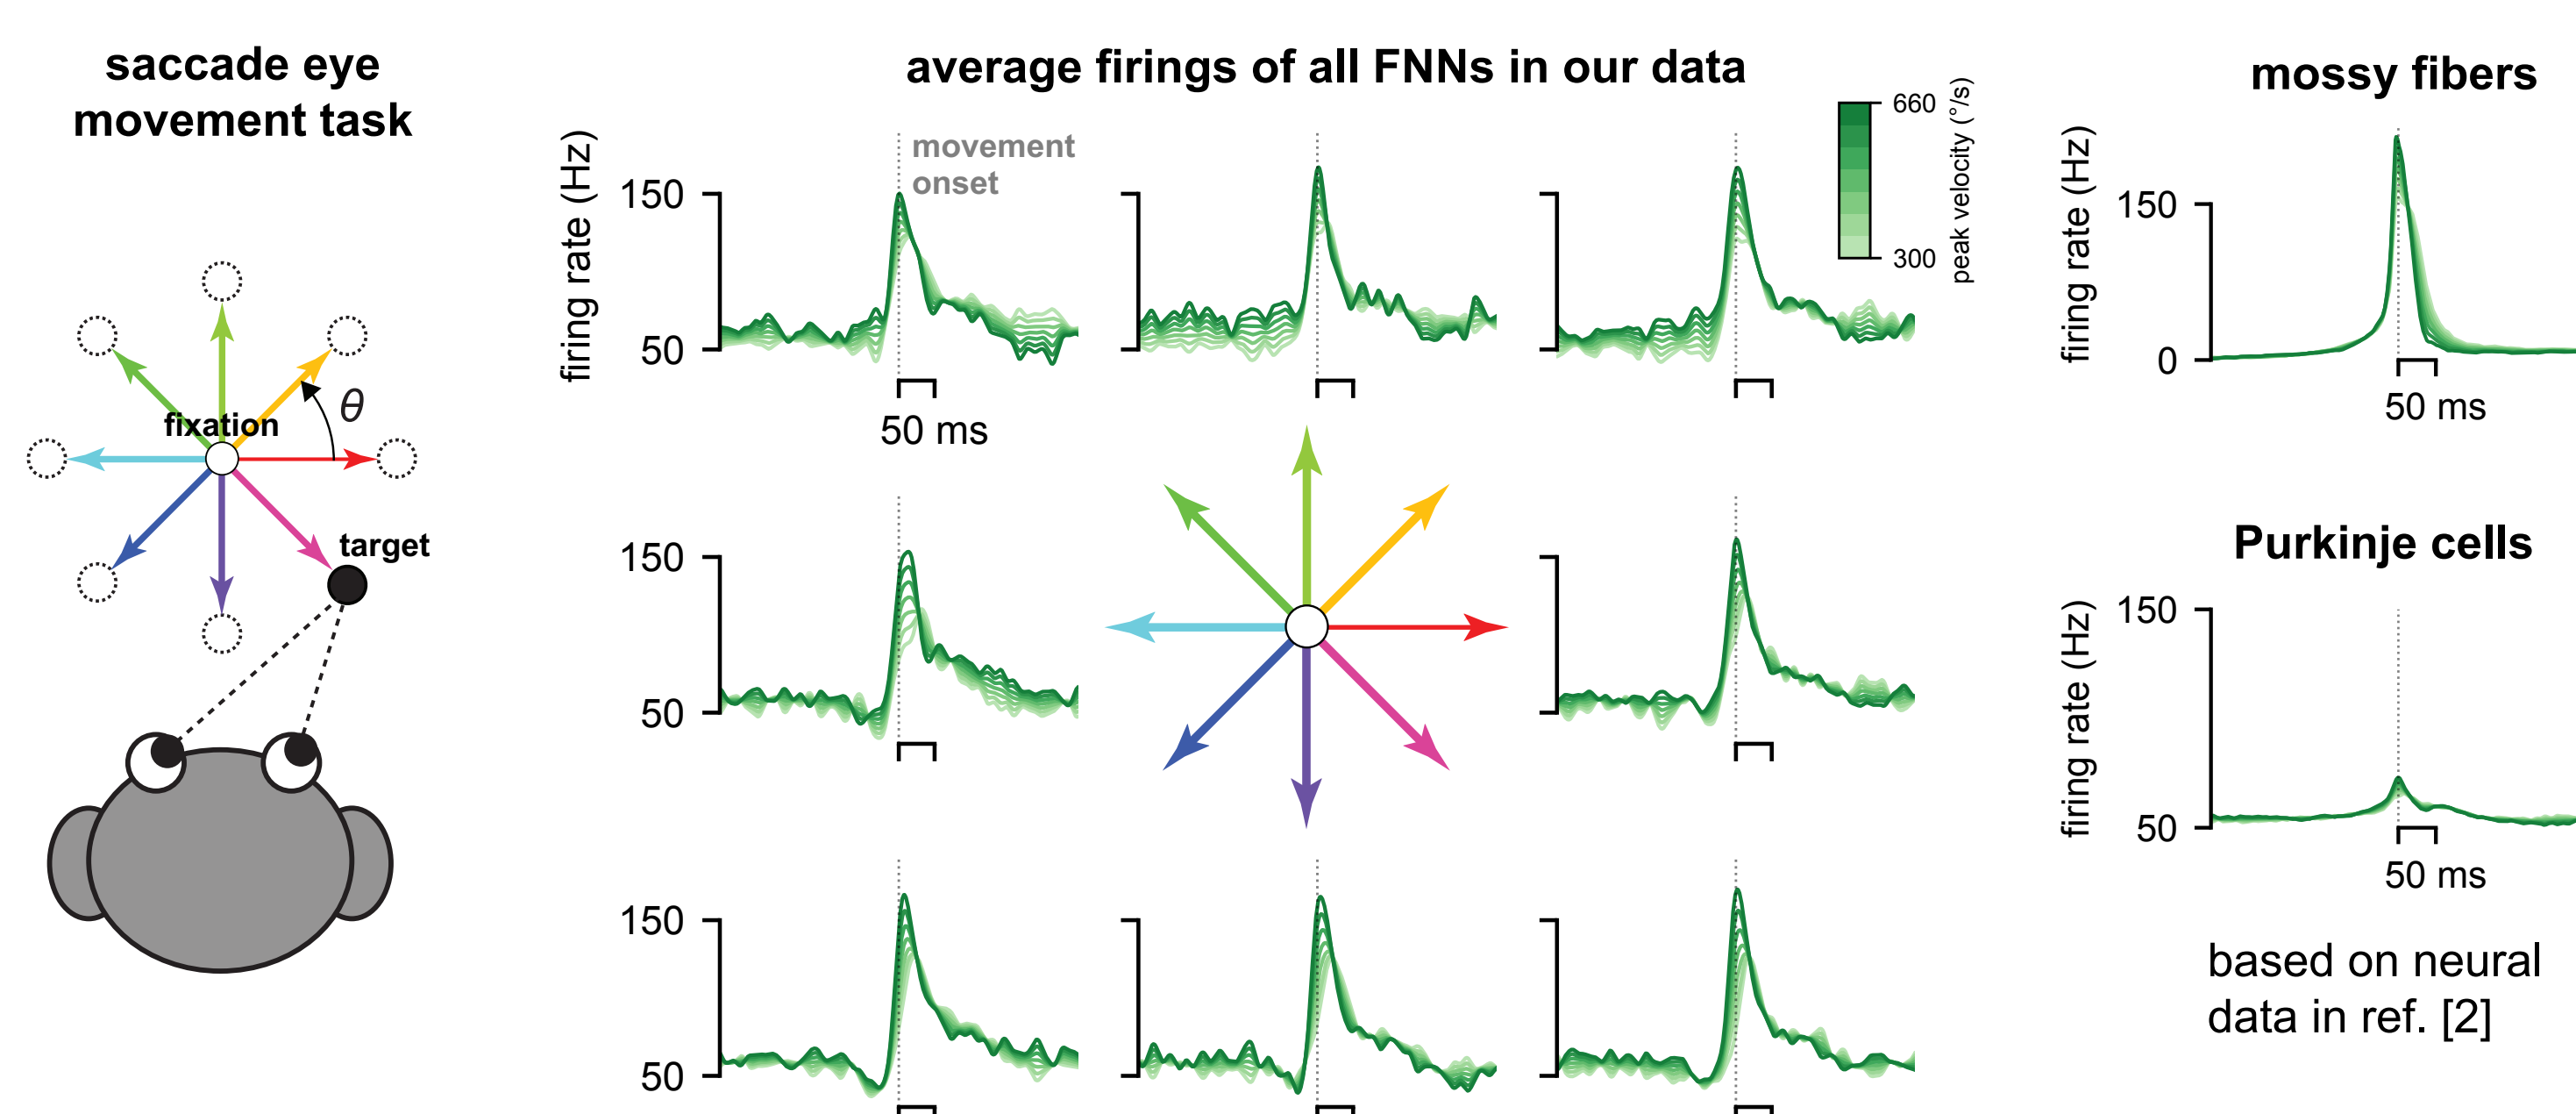 saccade eye
movement task
fixation
θ
target
average firings of all FNNs in our data
firing rate (Hz)
movement
onset
150
50
50 ms
660
300
peak velocity (°/s)
150
50
150
50
mossy fibers
firing rate (Hz)
150
0
50 ms
Purkinje cells
firing rate (Hz)
150
50
50 ms
based on neural
data in ref. [2]